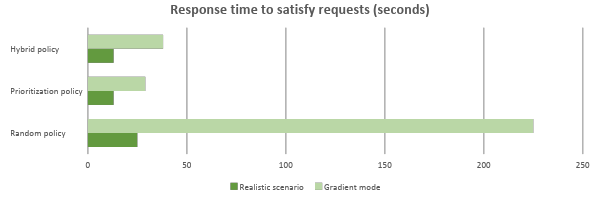 Response time to satisfy requests (seconds)
Hybrid policy
Prioritization policy
Random policy
0 50 100 150 200 250
Realistic scenario Gradient mode